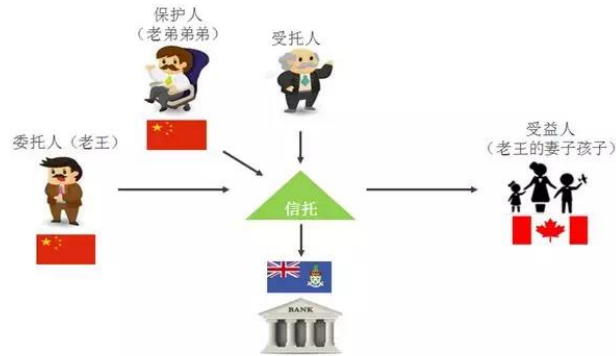 保护人
（老弟弟弟）
受托人
委托人（老王）
受益人
（老王的妻子孩子）
信托
BANK